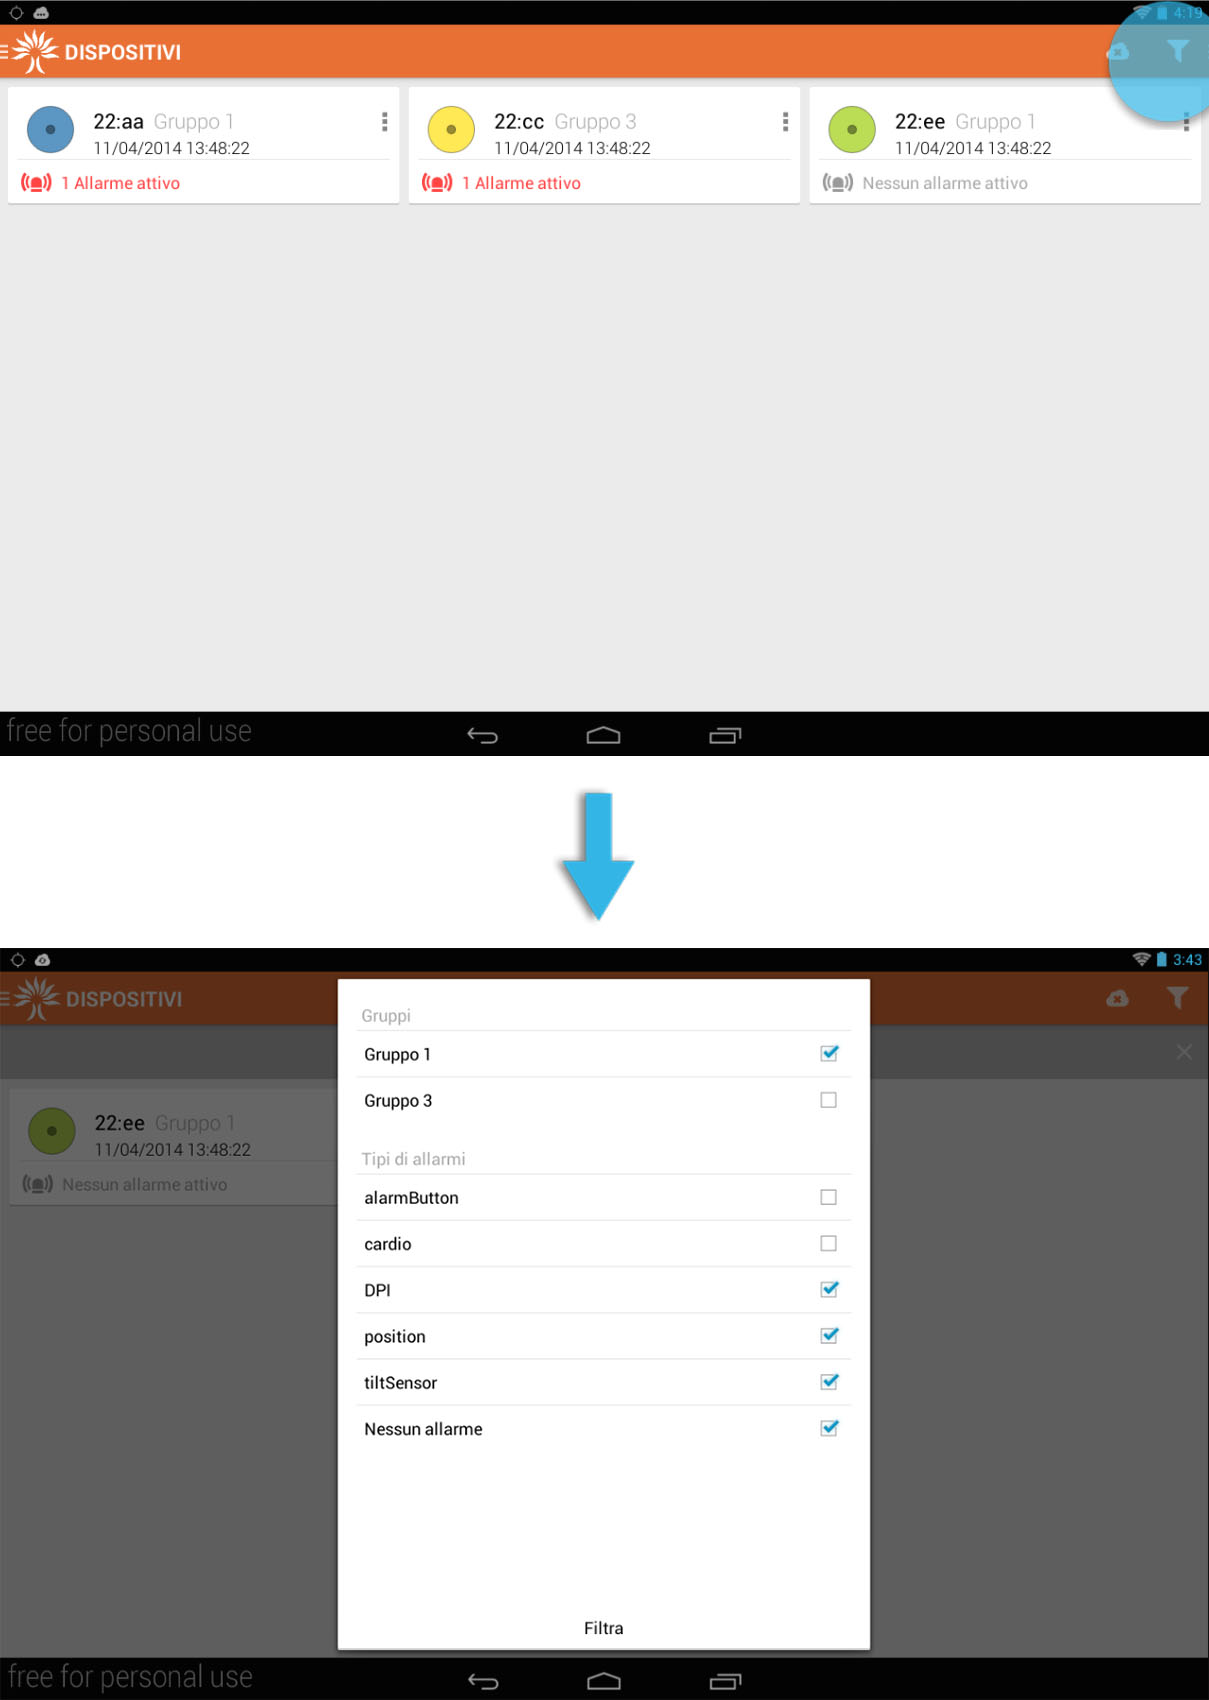 4:19
DISPOSITIVI
22:aa Gruppo 1
11/04/2014 13:48:22
1 Allarme attivo
22:cc Gruppo 3
11/04/2014 13:48:22
1 Allarme attivo
22:ee Gruppo 1
11/04/2014 13:48:22
Nessun allarme attivo
free for personal use
3:43
DISPOSITIVI
22:ee Gruppo 1
11/04/2014 13:48:22
Nessun allarme attivo
Gruppi
Gruppo 1
Gruppo 3
Tipi di allarmi
alarmButton
cardio
DPI
position
tiltSensor
Nessun allarme
Filtra
free for personal use